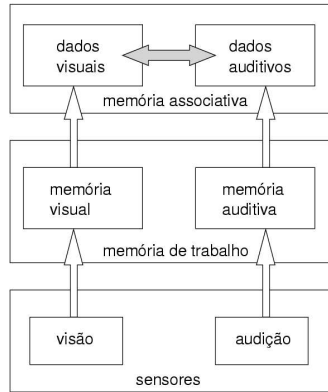 dados
visuais
dados
auditivos
memória associativa
memória
visual
memória
auditiva
memória de trabalho
visão
audição
sensores